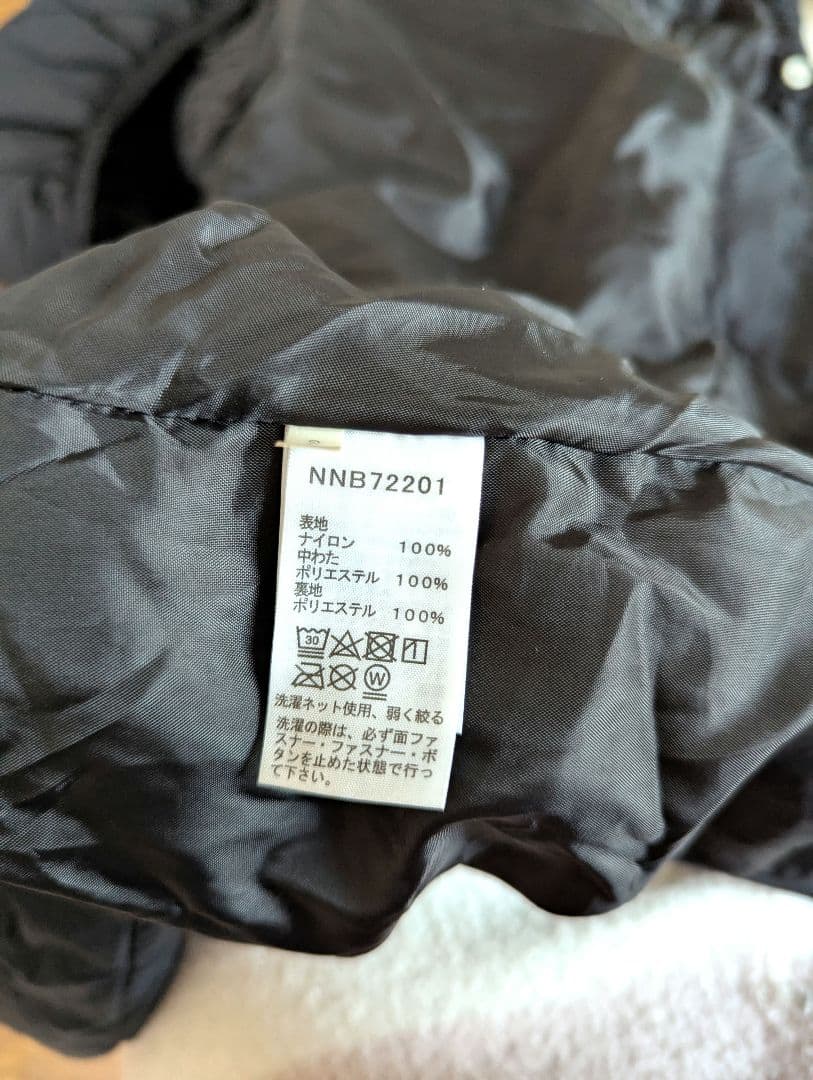 NNB72201
表地
ナイロン 100%
中わた
ポリエステル 100%
裏地
ポリエステル 100%
30
W
洗濯ネット使用、弱く絞る
洗濯の際は、必ず面ファ
スナー・ファスナー・ボ
タンを止めた状態で行っ
て下さい。